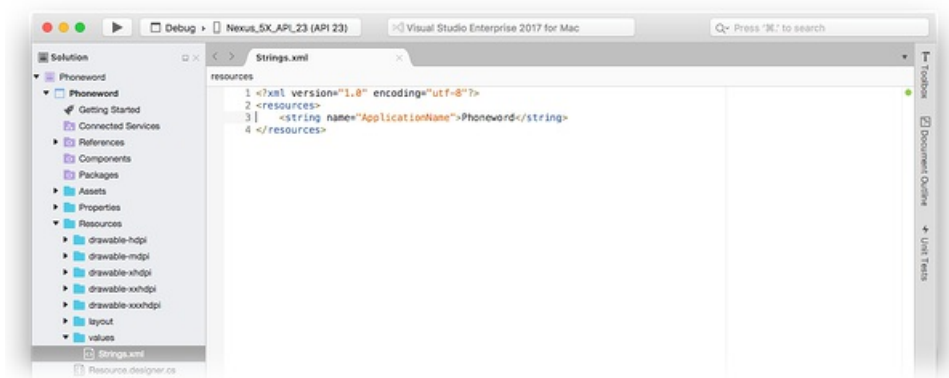 Debug › Nexus_5X_API_23 (API 23)
Visual Studio Enterprise 2017 for Mac
Press '⌘.' to search
Solution
Strings.xml
Phoneword
resources
Phoneword
Getting Started
Connected Services
References
Components
Packages
Assets
Properties
Resources
drawable-hdpi
drawable-mdpi
drawable-xhdpi
drawable-xxhdpi
drawable-xxxhdpi
layout
values
Strings.xml
Resource.designer.cs
1 <?xml version="1.0" encoding="utf-8"?>
2 <resources>
3     <string name="ApplicationName">Phoneword</string>
4 </resources>
Toolbox
Document Outline
Unit Tests